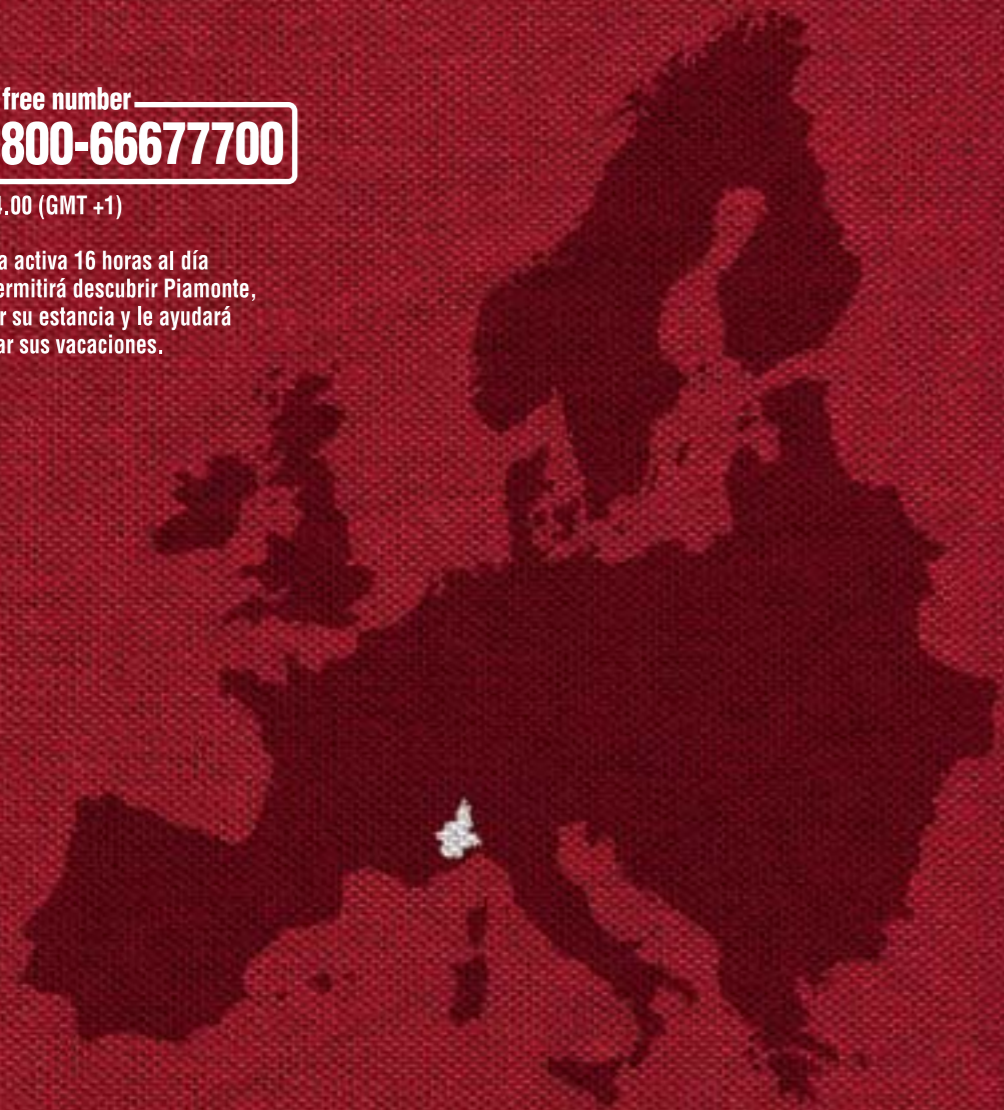 free number
800-66677700
.00 (GMT +1)
a activa 16 horas al día
ermitirá descubrir Piamonte,
r su estancia y le ayudará
ar sus vacaciones.